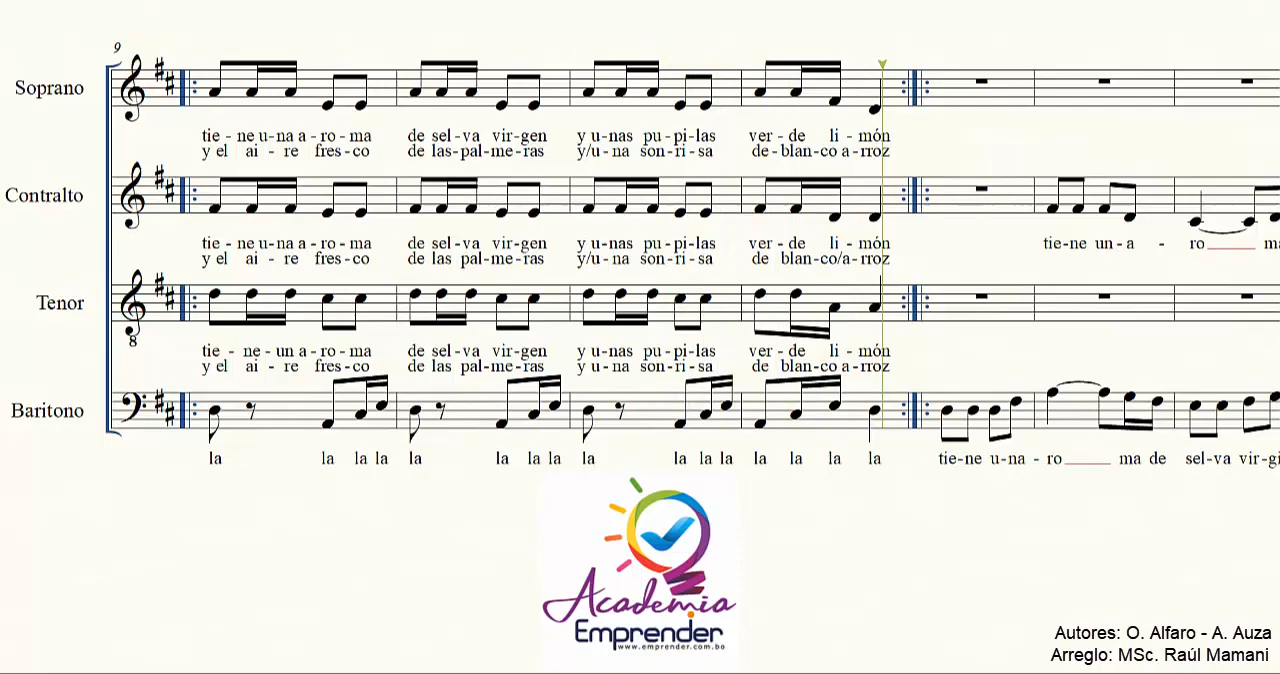 9
Soprano
tie - ne u-na a - ro - ma de sel - va vir-gen y u-nas pu - pi-las ver - de li - món
y el ai - re fres-co de las-pal-me-ras y/u-na son-ri-sa de-blan-co a-rroz
Contralto
tie - ne u-na a - ro - ma de sel - va vir-gen y u-nas pu - pi-las ver - de li - món tie-ne un - a - ro
y el ai - re fres-co de las pal-me-ras y/u-na son-ri-sa de blan-co/a-rroz
Tenor
8
tie - ne - un a - ro - ma de sel - va vir-gen y u-nas pu - pi-las ver - de li - món
y el ai - re fres-co de las pal-me-ras y u-na son-ri-sa de blan-co a-rroz
Baritono
la la la la la la la la la la la la la la la la tie-ne u-na - ro ma de sel-va vir-gi
Academia
Emprender
www.emprender.com.bo
Autores: O. Alfaro - A. Auza
Arreglo: MSc. Raúl Mamani